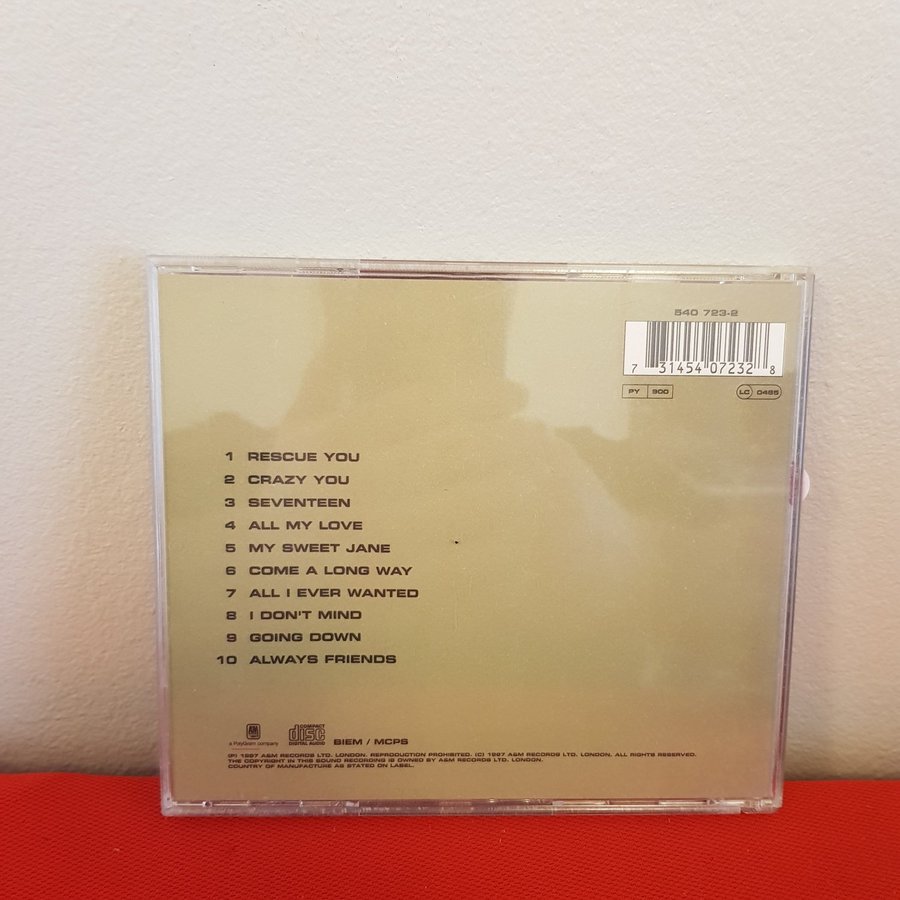 540 723-2
7 31454 07232 8
PY 900
LC 0485
1 RESCUE YOU
2 CRAZY YOU
3 SEVENTEEN
4 ALL MY LOVE
5 MY SWEET JANE
6 COME A LONG WAY
7 ALL I EVER WANTED
8 I DON'T MIND
9 GOING DOWN
10 ALWAYS FRIENDS
A&M
a PolyGram company
COMPACT
disc
DIGITAL AUDIO
BIEM / MCPS
(P) 1997 A&M RECORDS LTD. LONDON. REPRODUCTION PROHIBITED. (C) 1997 A&M RECORDS LTD. LONDON. ALL RIGHTS RESERVED.
THE COPYRIGHT IN THIS SOUND RECORDING IS OWNED BY A&M RECORDS LTD. LONDON.
COUNTRY OF MANUFACTURE AS STATED ON LABEL.